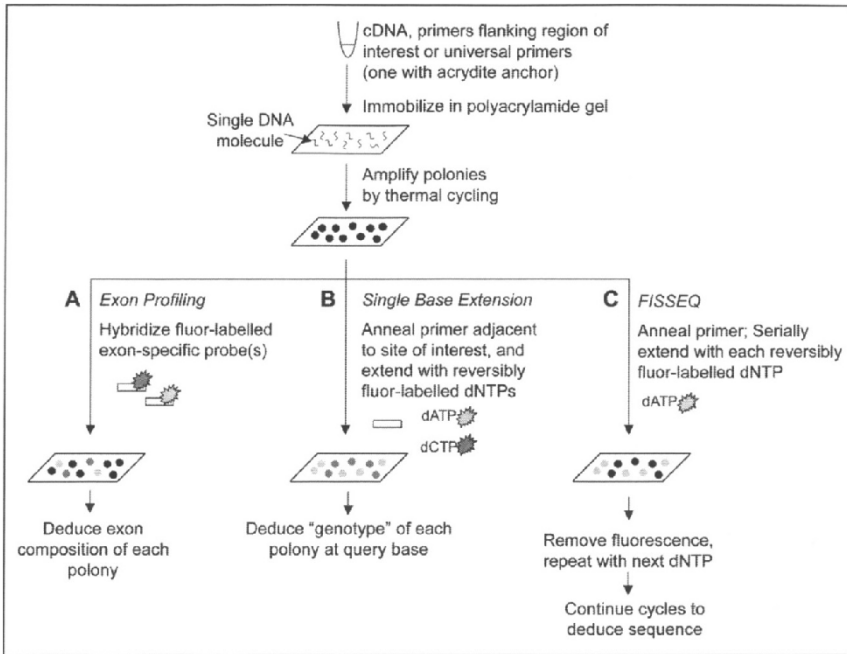 cDNA, primers flanking region of
interest or universal primers
(one with acrydite anchor)
Immobilize in polyacrylamide gel
Single DNA
molecule
Amplify polonies
by thermal cycling
A Exon Profiling
Hybridize fluor-labelled
exon-specific probe(s)
Deduce exon
composition of each
polony
B Single Base Extension
Anneal primer adjacent
to site of interest, and
extend with reversibly
fluor-labelled dNTPs
dATP
dCTP
Deduce "genotype" of each
polony at query base
C FISSEQ
Anneal primer; Serially
extend with each reversibly
fluor-labelled dNTP
dATP
Remove fluorescence,
repeat with next dNTP
Continue cycles to
deduce sequence